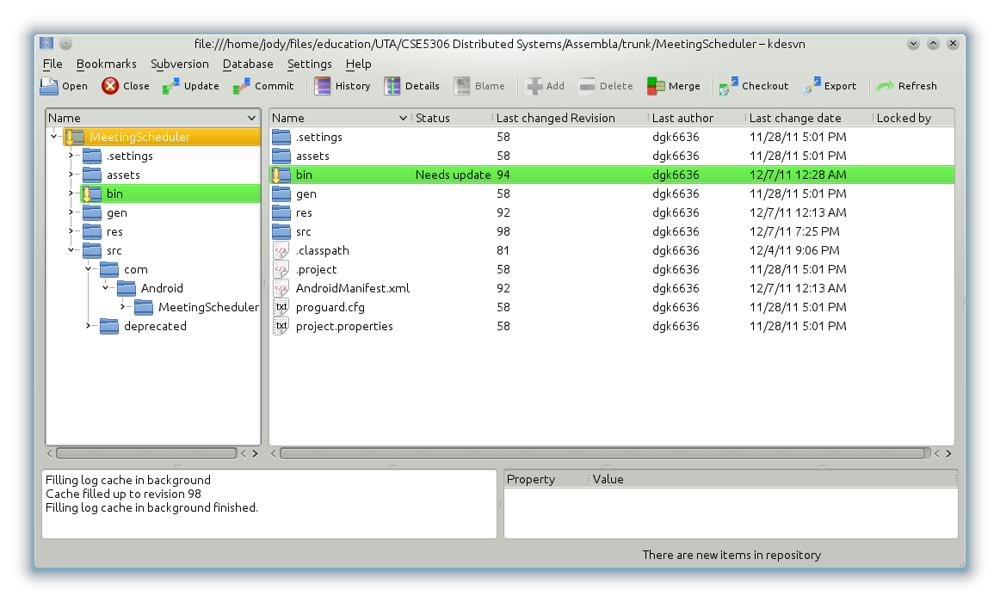 file:///home/jody/files/education/UTA/CSE5306 Distributed Systems/Assembla/trunk/MeetingScheduler – kdesvn
File Bookmarks Subversion Database Settings Help
Open Close Update Commit History Details Blame Add Delete Merge Checkout Export Refresh
Name
MeetingScheduler
.settings
assets
bin
gen
res
src
com
Android
MeetingScheduler
deprecated
Name Status Last changed Revision Last author Last change date Locked by
.settings 58 dgk6636 11/28/11 5:01 PM
assets 58 dgk6636 11/28/11 5:01 PM
bin Needs update 94 dgk6636 12/7/11 12:28 AM
gen 58 dgk6636 11/28/11 5:01 PM
res 92 dgk6636 12/7/11 12:13 AM
src 98 dgk6636 12/7/11 7:25 PM
.classpath 81 dgk6636 12/4/11 9:06 PM
.project 58 dgk6636 11/28/11 5:01 PM
AndroidManifest.xml 92 dgk6636 12/7/11 12:13 AM
txt proguard.cfg 58 dgk6636 11/28/11 5:01 PM
txt project.properties 58 dgk6636 11/28/11 5:01 PM
Filling log cache in background
Cache filled up to revision 98
Filling log cache in background finished.
Property Value
There are new items in repository